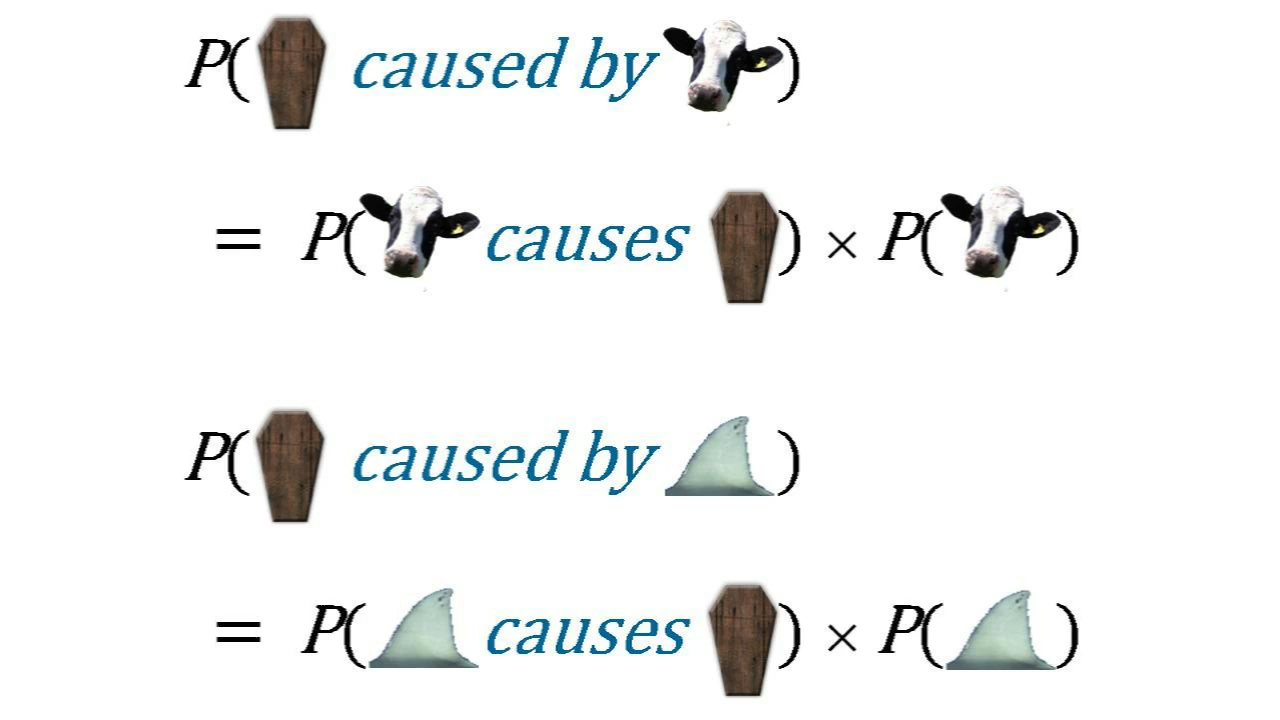 P( caused by )
= P( causes ) × P( )
P( caused by )
= P( causes ) × P( )